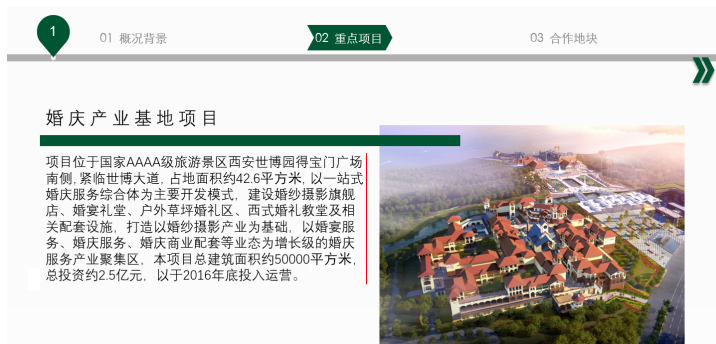 1
01 概况背景
02 重点项目
03 合作地块
婚庆产业基地项目
项目位于国家AAAA级旅游景区西安世博园得宝门广场
南侧,紧临世博大道,占地面积约42.6平方米,以一站式
婚庆服务综合体为主要开发模式,建设婚纱摄影旗舰
店、婚宴礼堂、户外草坪婚礼区、西式婚礼教堂及相
关配套设施,打造以婚纱摄影产业为基础,以婚宴服
务、婚庆服务、婚庆商业配套等业态为增长级的婚庆
服务产业聚集区,本项目总建筑面积约50000平方米,
总投资约2.5亿元,以于2016年底投入运营。